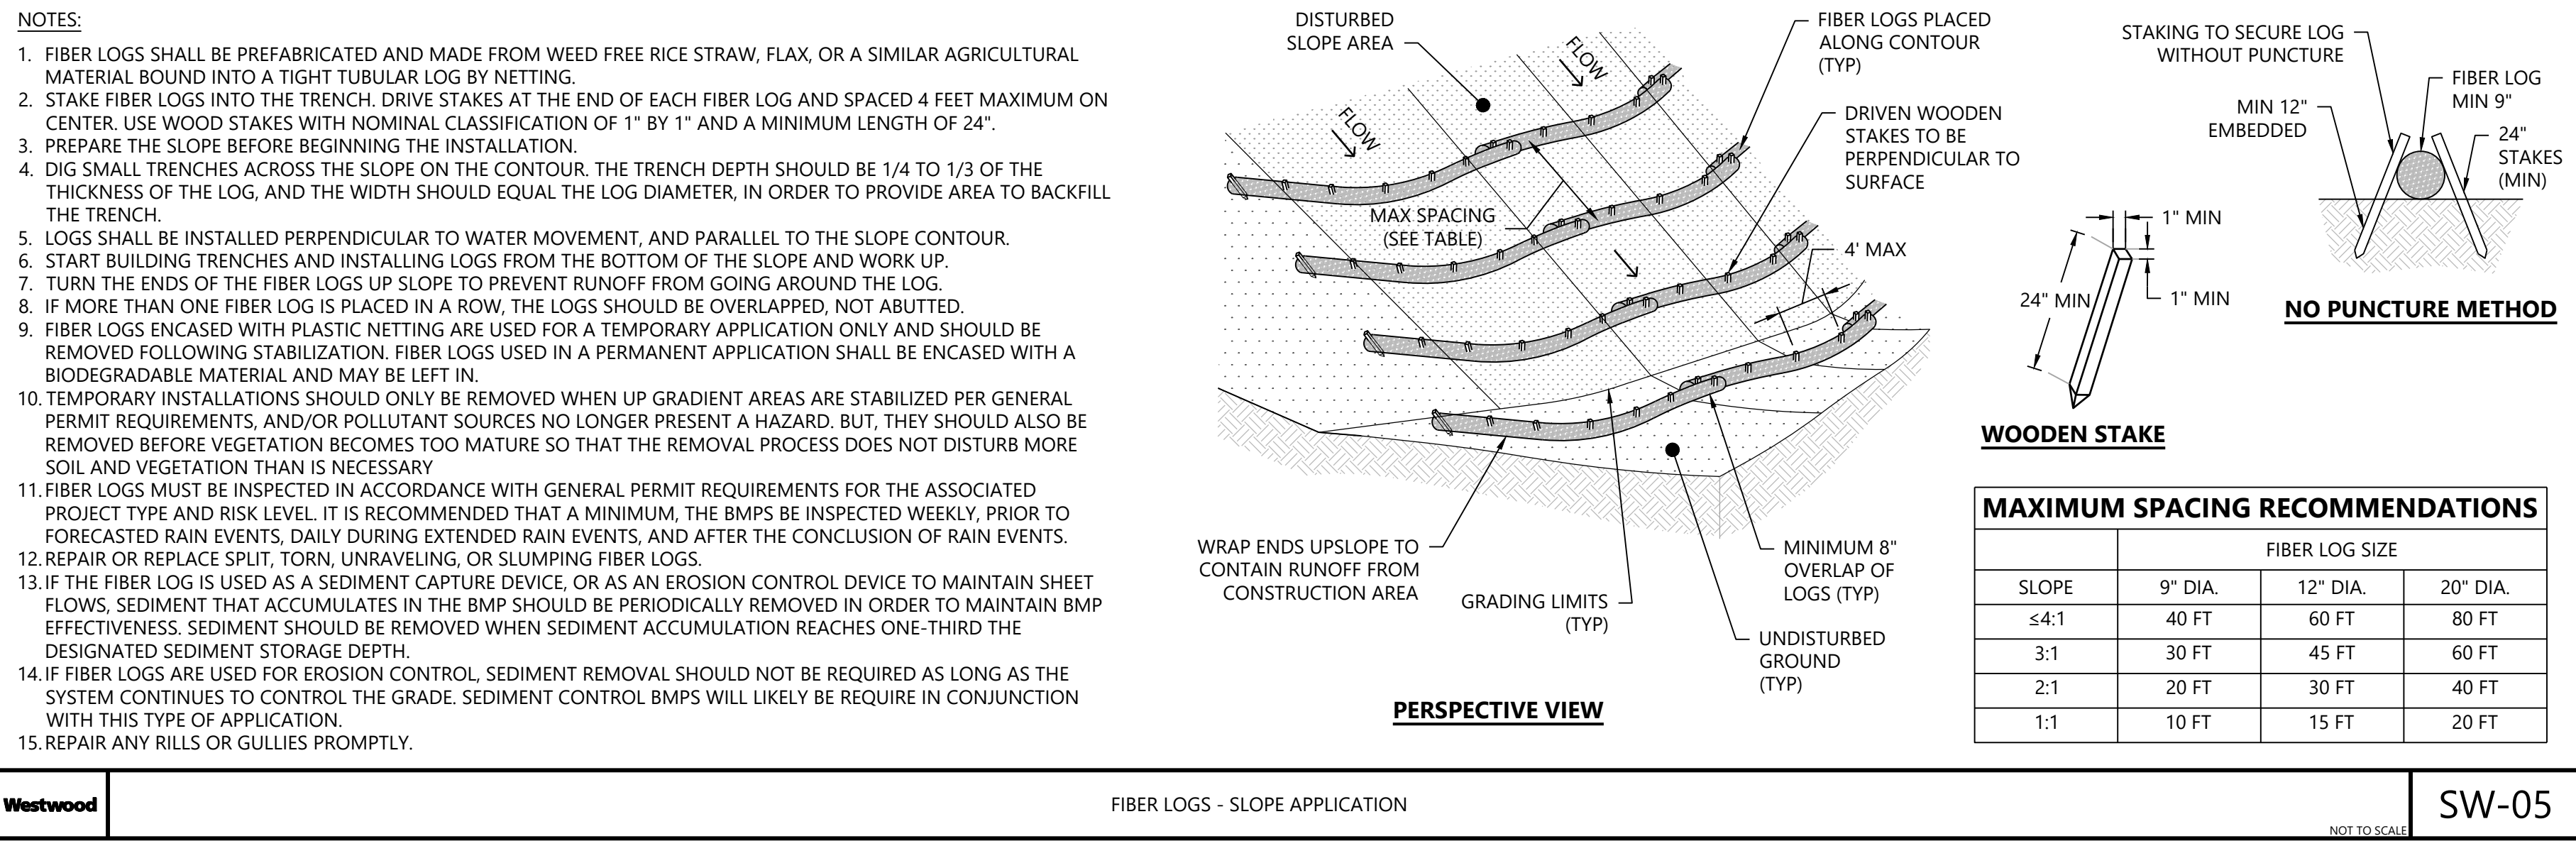 NOTES:
1. FIBER LOGS SHALL BE PREFABRICATED AND MADE FROM WEED FREE RICE STRAW, FLAX, OR A SIMILAR AGRICULTURAL
MATERIAL BOUND INTO A TIGHT TUBULAR LOG BY NETTING.
2. STAKE FIBER LOGS INTO THE TRENCH. DRIVE STAKES AT THE END OF EACH FIBER LOG AND SPACED 4 FEET MAXIMUM ON
CENTER. USE WOOD STAKES WITH NOMINAL CLASSIFICATION OF 1" BY 1" AND A MINIMUM LENGTH OF 24".
3. PREPARE THE SLOPE BEFORE BEGINNING THE INSTALLATION.
4. DIG SMALL TRENCHES ACROSS THE SLOPE ON THE CONTOUR. THE TRENCH DEPTH SHOULD BE 1/4 TO 1/3 OF THE
THICKNESS OF THE LOG, AND THE WIDTH SHOULD EQUAL THE LOG DIAMETER, IN ORDER TO PROVIDE AREA TO BACKFILL
THE TRENCH.
5. LOGS SHALL BE INSTALLED PERPENDICULAR TO WATER MOVEMENT, AND PARALLEL TO THE SLOPE CONTOUR.
6. START BUILDING TRENCHES AND INSTALLING LOGS FROM THE BOTTOM OF THE SLOPE AND WORK UP.
7. TURN THE ENDS OF THE FIBER LOGS UP SLOPE TO PREVENT RUNOFF FROM GOING AROUND THE LOG.
8. IF MORE THAN ONE FIBER LOG IS PLACED IN A ROW, THE LOGS SHOULD BE OVERLAPPED, NOT ABUTTED.
9. FIBER LOGS ENCASED WITH PLASTIC NETTING ARE USED FOR A TEMPORARY APPLICATION ONLY AND SHOULD BE
REMOVED FOLLOWING STABILIZATION. FIBER LOGS USED IN A PERMANENT APPLICATION SHALL BE ENCASED WITH A
BIODEGRADABLE MATERIAL AND MAY BE LEFT IN.
10. TEMPORARY INSTALLATIONS SHOULD ONLY BE REMOVED WHEN UP GRADIENT AREAS ARE STABILIZED PER GENERAL
PERMIT REQUIREMENTS, AND/OR POLLUTANT SOURCES NO LONGER PRESENT A HAZARD. BUT, THEY SHOULD ALSO BE
REMOVED BEFORE VEGETATION BECOMES TOO MATURE SO THAT THE REMOVAL PROCESS DOES NOT DISTURB MORE
SOIL AND VEGETATION THAN IS NECESSARY
11. FIBER LOGS MUST BE INSPECTED IN ACCORDANCE WITH GENERAL PERMIT REQUIREMENTS FOR THE ASSOCIATED
PROJECT TYPE AND RISK LEVEL. IT IS RECOMMENDED THAT A MINIMUM, THE BMPS BE INSPECTED WEEKLY, PRIOR TO
FORECASTED RAIN EVENTS, DAILY DURING EXTENDED RAIN EVENTS, AND AFTER THE CONCLUSION OF RAIN EVENTS.
12. REPAIR OR REPLACE SPLIT, TORN, UNRAVELING, OR SLUMPING FIBER LOGS.
13. IF THE FIBER LOG IS USED AS A SEDIMENT CAPTURE DEVICE, OR AS AN EROSION CONTROL DEVICE TO MAINTAIN SHEET
FLOWS, SEDIMENT THAT ACCUMULATES IN THE BMP SHOULD BE PERIODICALLY REMOVED IN ORDER TO MAINTAIN BMP
EFFECTIVENESS. SEDIMENT SHOULD BE REMOVED WHEN SEDIMENT ACCUMULATION REACHES ONE-THIRD THE
DESIGNATED SEDIMENT STORAGE DEPTH.
14. IF FIBER LOGS ARE USED FOR EROSION CONTROL, SEDIMENT REMOVAL SHOULD NOT BE REQUIRED AS LONG AS THE
SYSTEM CONTINUES TO CONTROL THE GRADE. SEDIMENT CONTROL BMPS WILL LIKELY BE REQUIRE IN CONJUNCTION
WITH THIS TYPE OF APPLICATION.
15. REPAIR ANY RILLS OR GULLIES PROMPTLY.
DISTURBED
SLOPE AREA
FLOW
FLOW
FIBER LOGS PLACED
ALONG CONTOUR
(TYP)
DRIVEN WOODEN
STAKES TO BE
PERPENDICULAR TO
SURFACE
MAX SPACING
(SEE TABLE)
4' MAX
WRAP ENDS UPSLOPE TO
CONTAIN RUNOFF FROM
CONSTRUCTION AREA
GRADING LIMITS
(TYP)
MINIMUM 8"
OVERLAP OF
LOGS (TYP)
UNDISTURBED
GROUND
(TYP)
PERSPECTIVE VIEW
STAKING TO SECURE LOG
WITHOUT PUNCTURE
FIBER LOG
MIN 9"
MIN 12"
EMBEDDED
24"
STAKES
(MIN)
NO PUNCTURE METHOD
1" MIN
1" MIN
24" MIN
WOODEN STAKE
MAXIMUM SPACING RECOMMENDATIONS
FIBER LOG SIZE
SLOPE 9" DIA. 12" DIA. 20" DIA.
≤4:1 40 FT 60 FT 80 FT
3:1 30 FT 45 FT 60 FT
2:1 20 FT 30 FT 40 FT
1:1 10 FT 15 FT 20 FT
Westwood
FIBER LOGS - SLOPE APPLICATION
NOT TO SCALE
SW-05